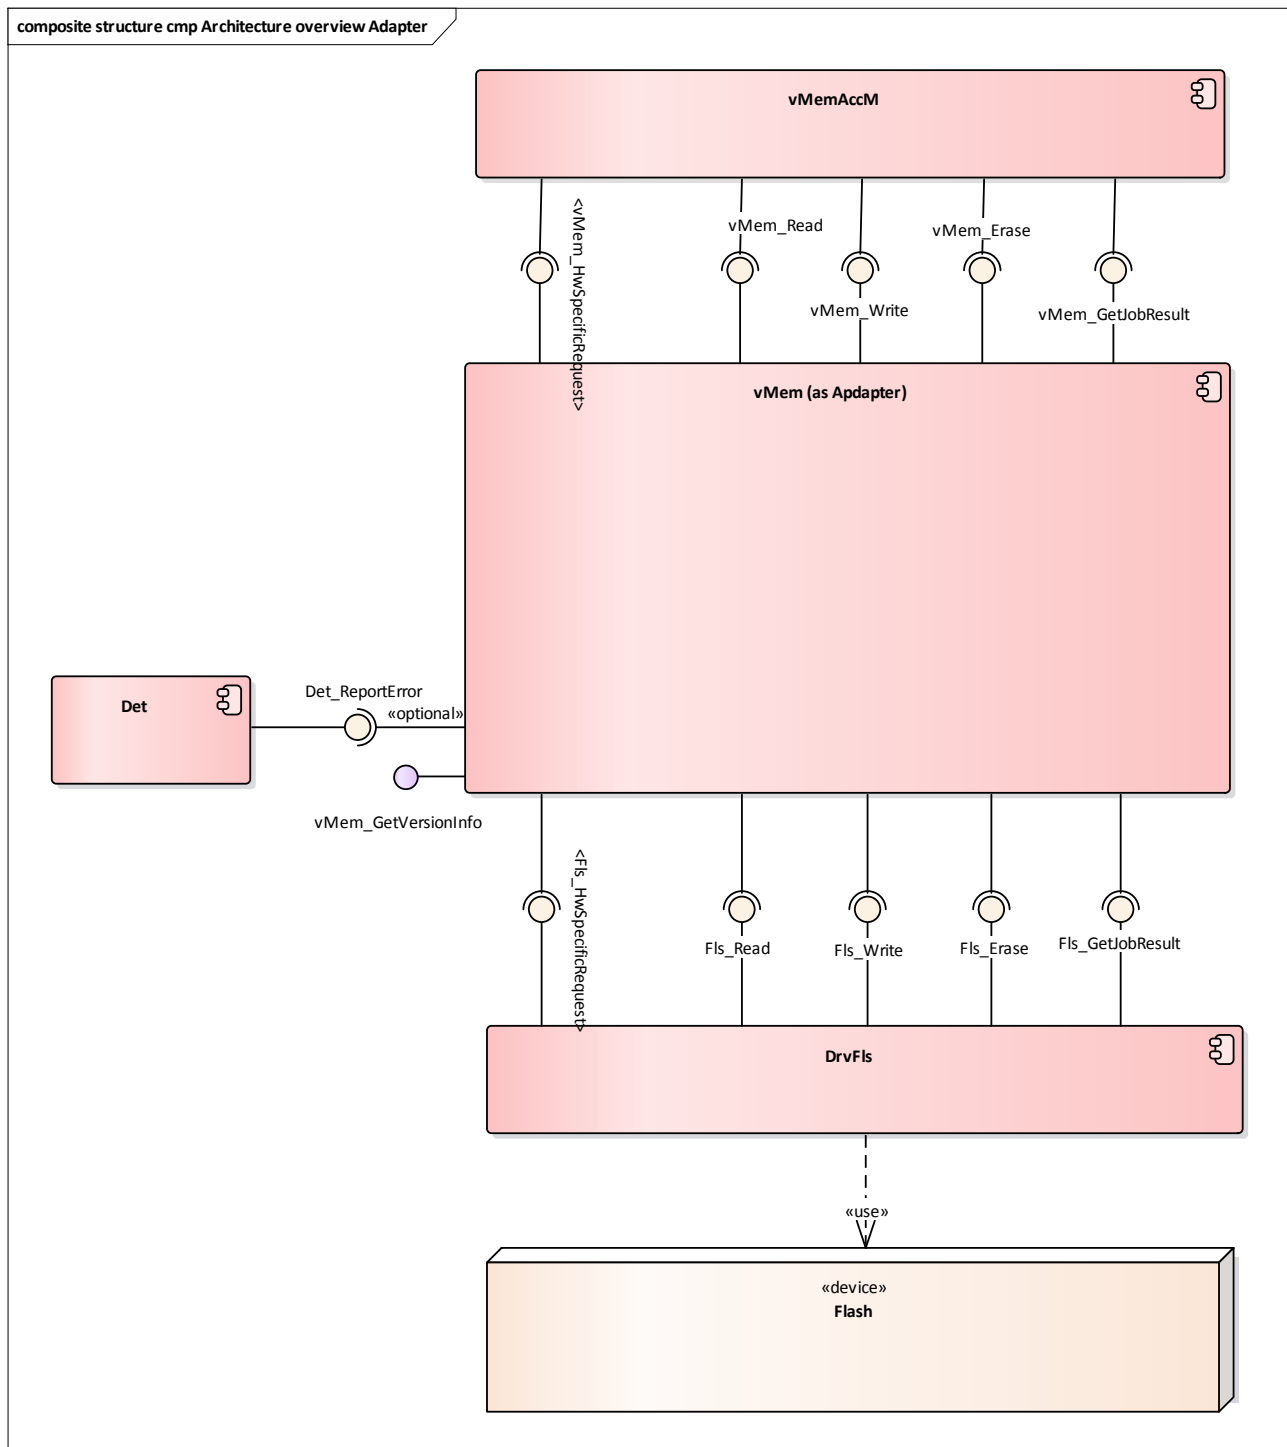 composite structure cmp Architecture overview Adapter
vMemAccM
<vMem_HwSpecificRequest>
vMem_Read
vMem_Erase
vMem_Write
vMem_GetJobResult
vMem (as Apdapter)
Det_ReportError
Det
«optional»
vMem_GetVersionInfo
<Fls_HwSpecificRequest>
Fls_Read
Fls_Write
Fls_Erase
Fls_GetJobResult
DrvFls
«use»
«device»
Flash